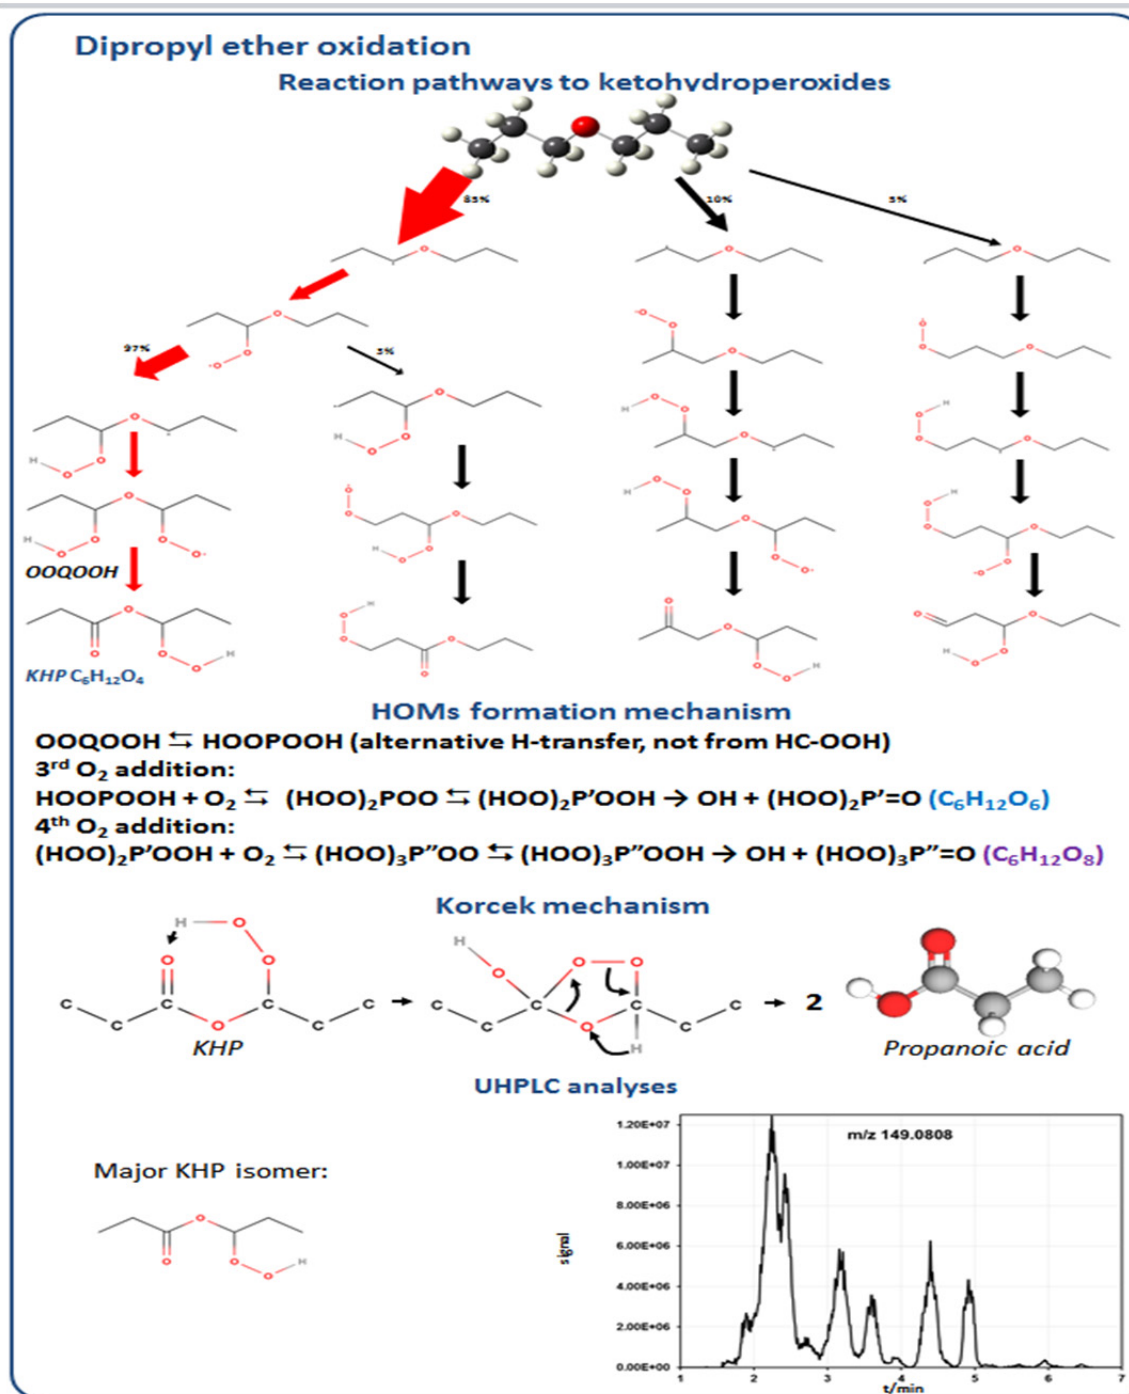 Dipropyl ether oxidation
Reaction pathways to ketohydroperoxides
85% 10% 5%
97% 3%
OOQOOH
KHP C₆H₁₂O₄
HOMs formation mechanism
OOQOOH ⇆ HOOPOOH (alternative H-transfer, not from HC-OOH)
3rd O₂ addition:
HOOPOOH + O₂ ⇆ (HOO)₂POO ⇆ (HOO)₂P'OOH → OH + (HOO)₂P'=O (C₆H₁₂O₆)
4th O₂ addition:
(HOO)₂P'OOH + O₂ ⇆ (HOO)₃P''OO ⇆ (HOO)₃P''OOH → OH + (HOO)₃P''=O (C₆H₁₂O₈)
Korcek mechanism
2
KHP
Propanoic acid
UHPLC analyses
Major KHP isomer:
m/z 149.0808
1.20E+07
1.00E+07
8.00E+06
6.00E+06
4.00E+06
2.00E+06
0.00E+00
signal
1 2 3 4 5 6 7
t/min